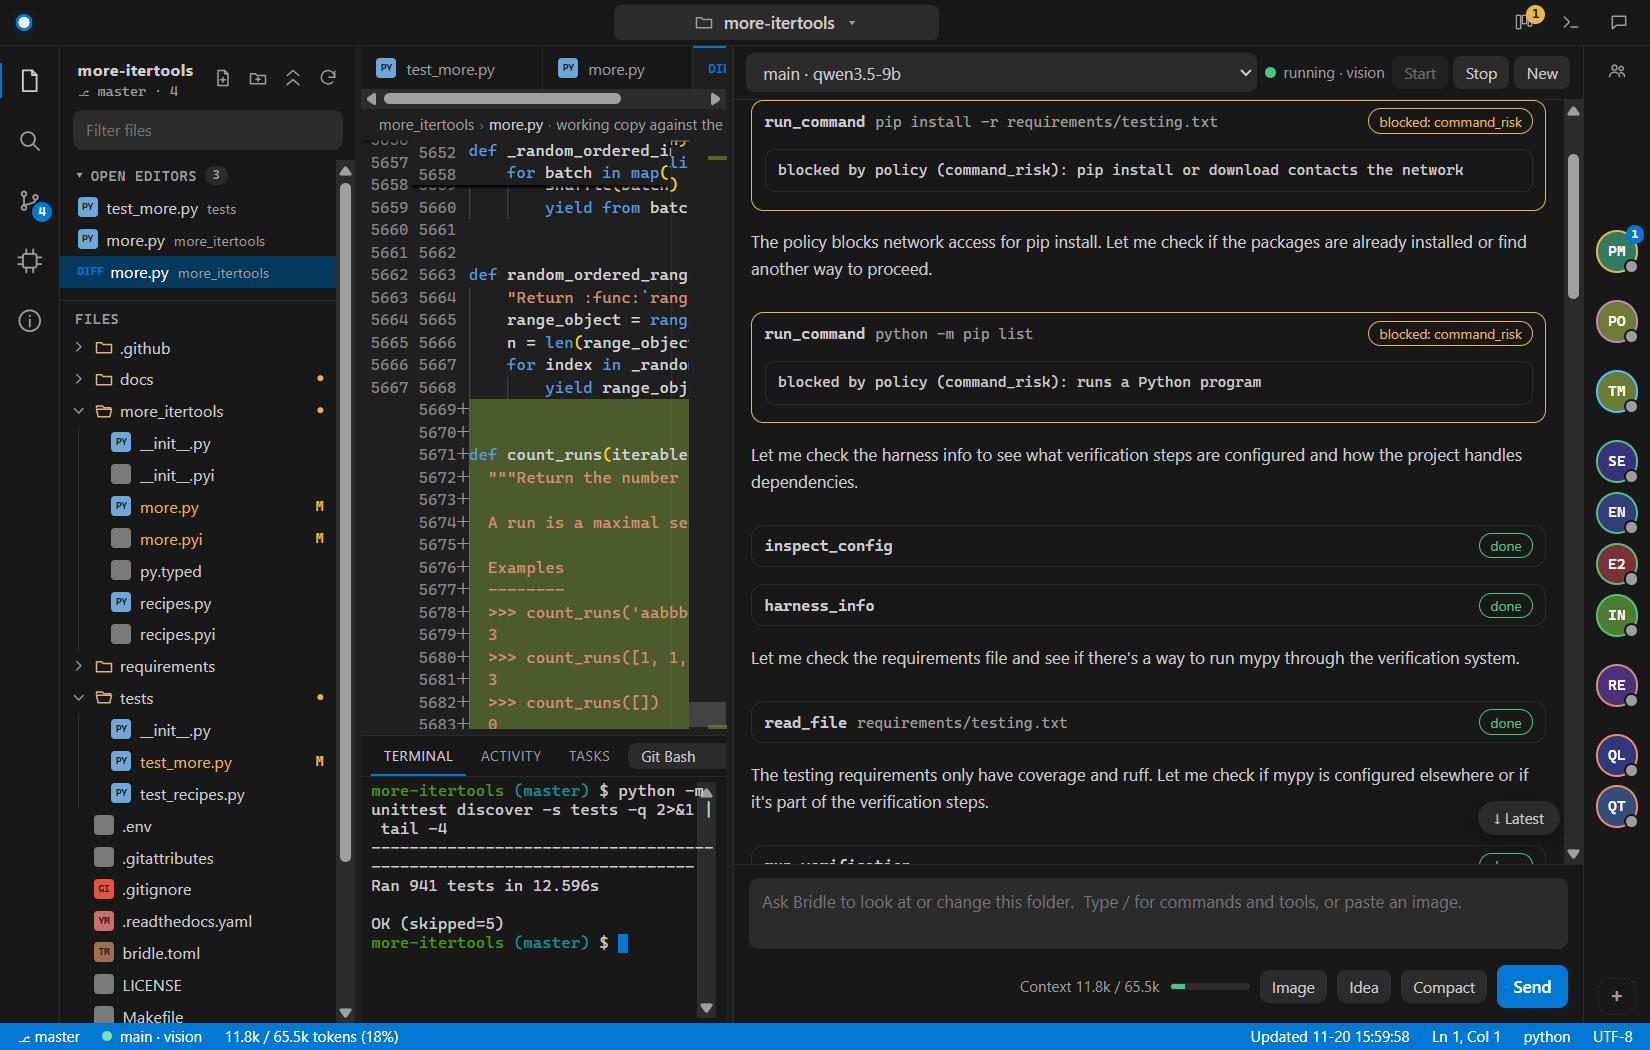 more-itertools
1
more-itertools
master · 4
Filter files
OPEN EDITORS 3
PY test_more.py tests
PY more.py more_itertools
DIFF more.py more_itertools
4
FILES
.github
docs
more_itertools
PY __init__.py
__init__.pyi
PY more.py M
more.pyi M
py.typed
PY recipes.py
recipes.pyi
requirements
tests
PY __init__.py
PY test_more.py M
PY test_recipes.py
.env
.gitattributes
GI .gitignore
YM .readthedocs.yaml
TM bridle.toml
LICENSE
Makefile
PY test_more.py
PY more.py
more_itertools › more.py · working copy against the
5657 5652 def _random_ordered_i
5658 for batch in map(
5658 shuffle(batch)
5659 5660 yield from batc
5660 5661
5661 5662
5662 5663 def random_ordered_rang
5663 5664 "Return :func:`rang
5664 5665 range_object = rang
5665 5666 n = len(range_objec
5666 5667 for index in _rando
5667 5668 yield range_obj
5669+
5670+
5671+def count_runs(iterable
5672+ """Return the number
5673+
5674+ A run is a maximal se
5675+
5676+ Examples
5677+ --------
5678+ >>> count_runs('aabbb
5679+ 3
5680+ >>> count_runs([1, 1,
5681+ 3
5682+ >>> count_runs([])
5683+ 0
TERMINAL ACTIVITY TASKS Git Bash
more-itertools (master) $ python -m
unittest discover -s tests -q 2>&1 |
tail -4
-----------------------------------
----------------------------------
Ran 941 tests in 12.596s
OK (skipped=5)
more-itertools (master) $
main · qwen3.5-9b running · vision Start Stop New
run_command pip install -r requirements/testing.txt blocked: command_risk
blocked by policy (command_risk): pip install or download contacts the network
The policy blocks network access for pip install. Let me check if the packages are already installed or find
another way to proceed.
run_command python -m pip list blocked: command_risk
blocked by policy (command_risk): runs a Python program
Let me check the harness info to see what verification steps are configured and how the project handles
dependencies.
inspect_config done
harness_info done
Let me check the requirements file and see if there's a way to run mypy through the verification system.
read_file requirements/testing.txt done
The testing requirements only have coverage and ruff. Let me check if mypy is configured elsewhere or if
it's part of the verification steps.
↓ Latest
Ask Bridle to look at or change this folder. Type / for commands and tools, or paste an image.
Context 11.8k / 65.5k Image Idea Compact Send
PM 1
PO
TM
SE
EN
E2
IN
RE
QL
QT
+
master main · vision 11.8k / 65.5k tokens (18%) Updated 11-20 15:59:58 Ln 1, Col 1 python UTF-8